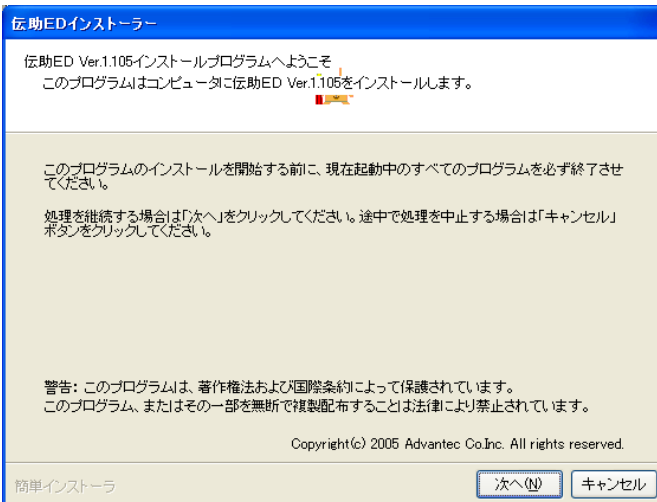 伝助EDインストーラー
伝助ED Ver.1.105インストールプログラムへようこそ
このプログラムはコンピュータに伝助ED Ver.1.105をインストールします。
このプログラムのインストールを開始する前に、現在起動中のすべてのプログラムを必ず終了させ
てください。
処理を継続する場合は「次へ」をクリックしてください。途中で処理を中止する場合は「キャンセル」
ボタンをクリックしてください。
警告: このプログラムは、著作権法および国際条約によって保護されています。
このプログラム、またはその一部を無断で複製配布することは法律により禁止されています。
Copyright(c) 2005 Advantec Co.Inc. All rights reserved.
簡単インストーラ
次へ(N)
キャンセル